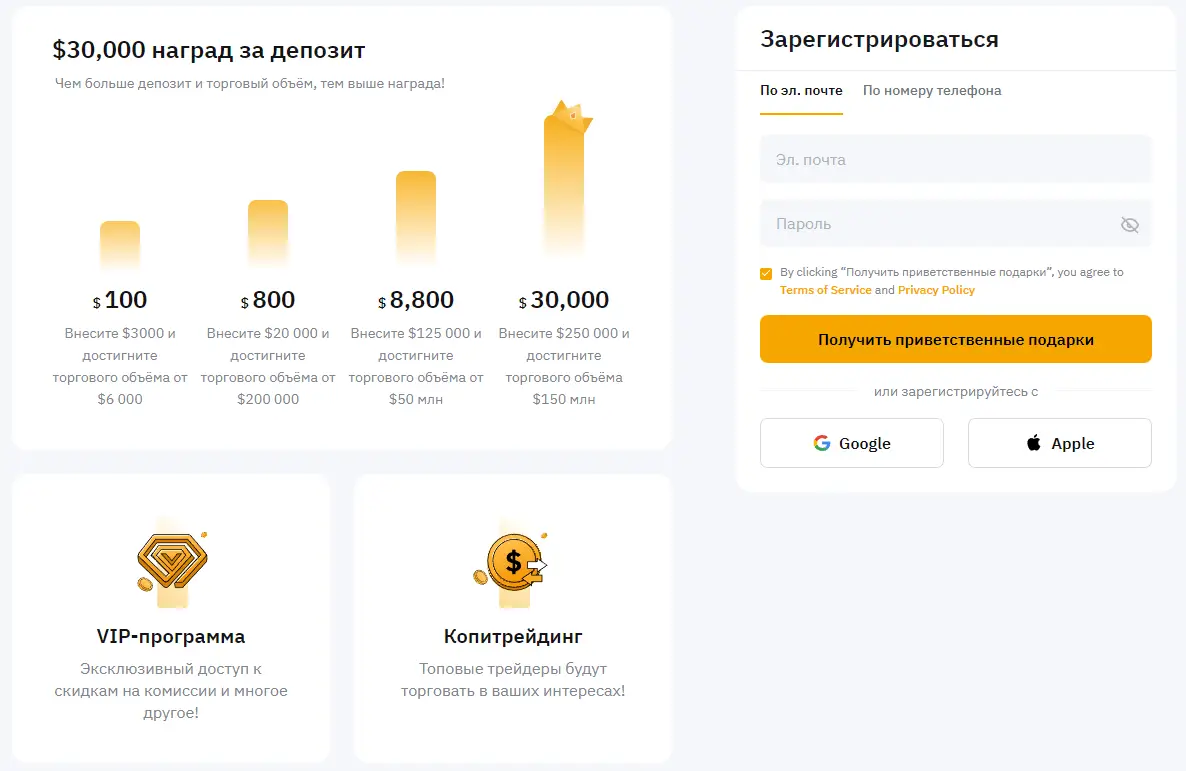 $30,000 наград за депозит
Чем больше депозит и торговый объём, тем выше награда!
$ 100
Внесите $3000 и
достигните
торгового объёма от
$6 000
$ 800
Внесите $20 000 и
достигните
торгового объёма от
$200 000
$ 8,800
Внесите $125 000 и
достигните
торгового объёма от
$50 млн
$ 30,000
Внесите $250 000 и
достигните
торгового объёма
$150 млн
VIP-программа
Эксклюзивный доступ к
скидкам на комиссии и многое
другое!
$
Копитрейдинг
Топовые трейдеры будут
торговать в ваших интересах!
Зарегистрироваться
По эл. почте
По номеру телефона
Эл. почта
Пароль
By clicking “Получить приветственные подарки”, you agree to
Terms of Service and Privacy Policy
Получить приветственные подарки
или зарегистрируйтесь с
Google
Apple